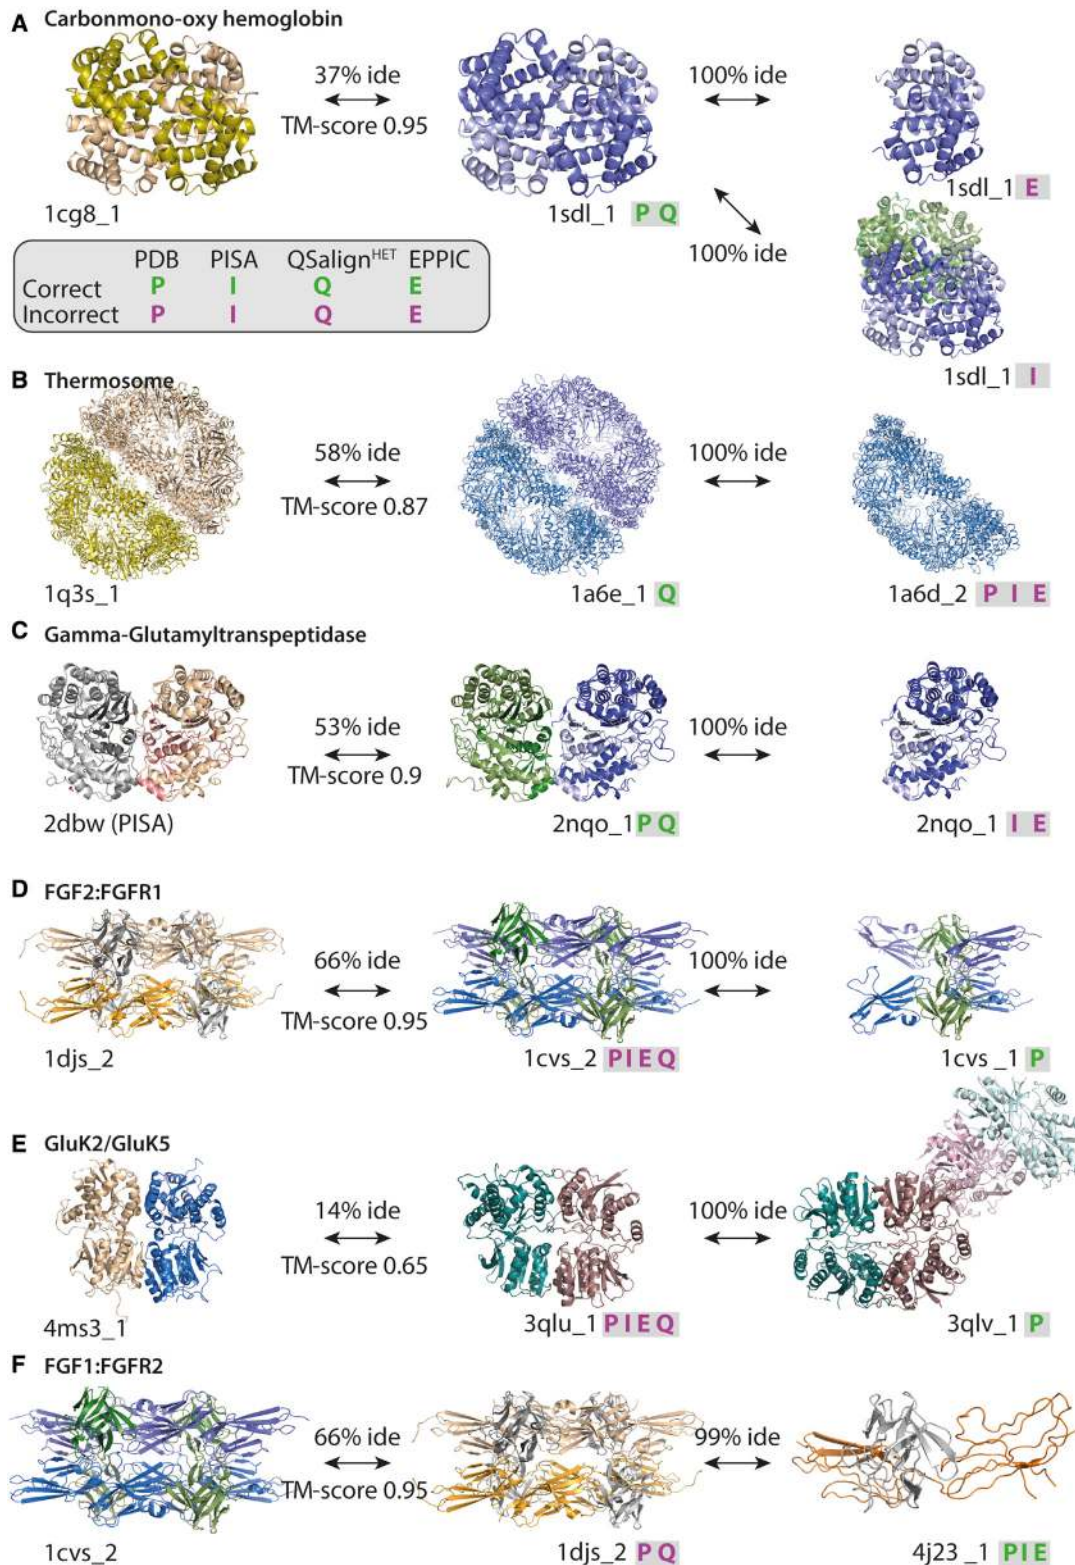 A Carbonmono-oxy hemoglobin
37% ide
TM-score 0.95
100% ide
1cg8_1
1sdl_1 P Q
1sdl_1 E
100% ide
PDB PISA QSalignHET EPPIC
Correct P I Q E
Incorrect P I Q E
1sdl_1 I
B Thermosome
58% ide
TM-score 0.87
100% ide
1q3s_1
1a6e_1 Q
1a6d_2 P I E
C Gamma-Glutamyltranspeptidase
53% ide
TM-score 0.9
100% ide
2dbw (PISA)
2nqo_1 P Q
2nqo_1 I E
D FGF2:FGFR1
66% ide
TM-score 0.95
100% ide
1djs_2
1cvs_2 P I E Q
1cvs _1 P
E GluK2/GluK5
14% ide
TM-score 0.65
100% ide
4ms3_1
3qlu_1 P I E Q
3qlv_1 P
F FGF1:FGFR2
66% ide
TM-score 0.95
99% ide
1cvs_2
1djs_2 P Q
4j23 _1 P I E